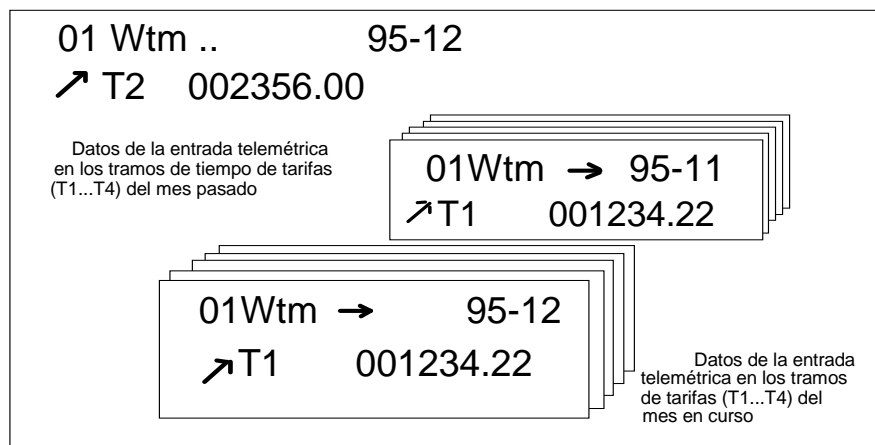 01 Wtm .. 95-12
↗ T2 002356.00
Datos de la entrada telemétrica
en los tramos de tiempo de tarifas
(T1...T4) del mes pasado
01Wtm → 95-11
↗T1 001234.22
01Wtm → 95-12
↗T1 001234.22
Datos de la entrada
telemétrica en los tramos
de tarifas (T1...T4) del
mes en curso